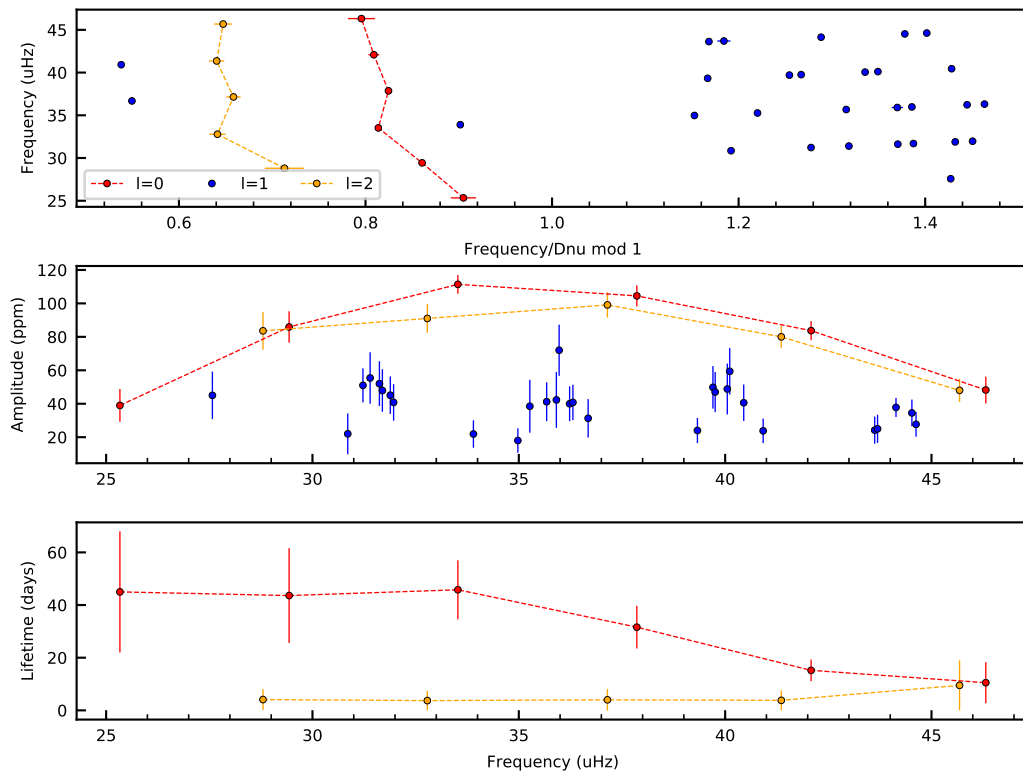 Frequency (uHz)
45
40
35
30
25
l=0 l=1 l=2
0.6 0.8 1.0 1.2 1.4
Frequency/Dnu mod 1
Amplitude (ppm)
120
100
80
60
40
20
25 30 35 40 45
Lifetime (days)
60
40
20
0
25 30 35 40 45
Frequency (uHz)